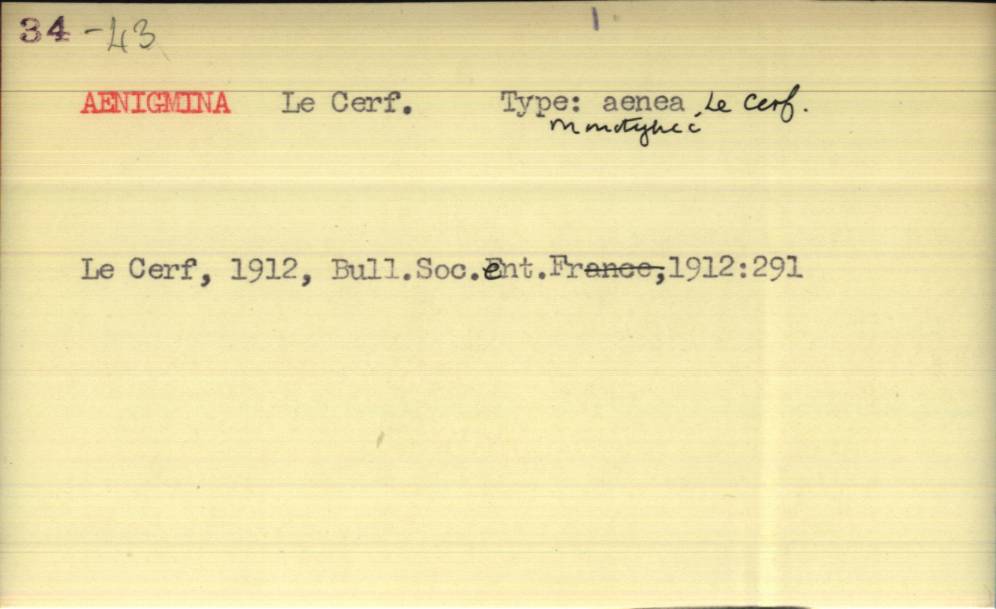 34 -43
AENIGMINA Le Cerf. Type: aenea Le Cerf.
Monotypic
Le Cerf, 1912, Bull.Soc.ent.France,1912:291